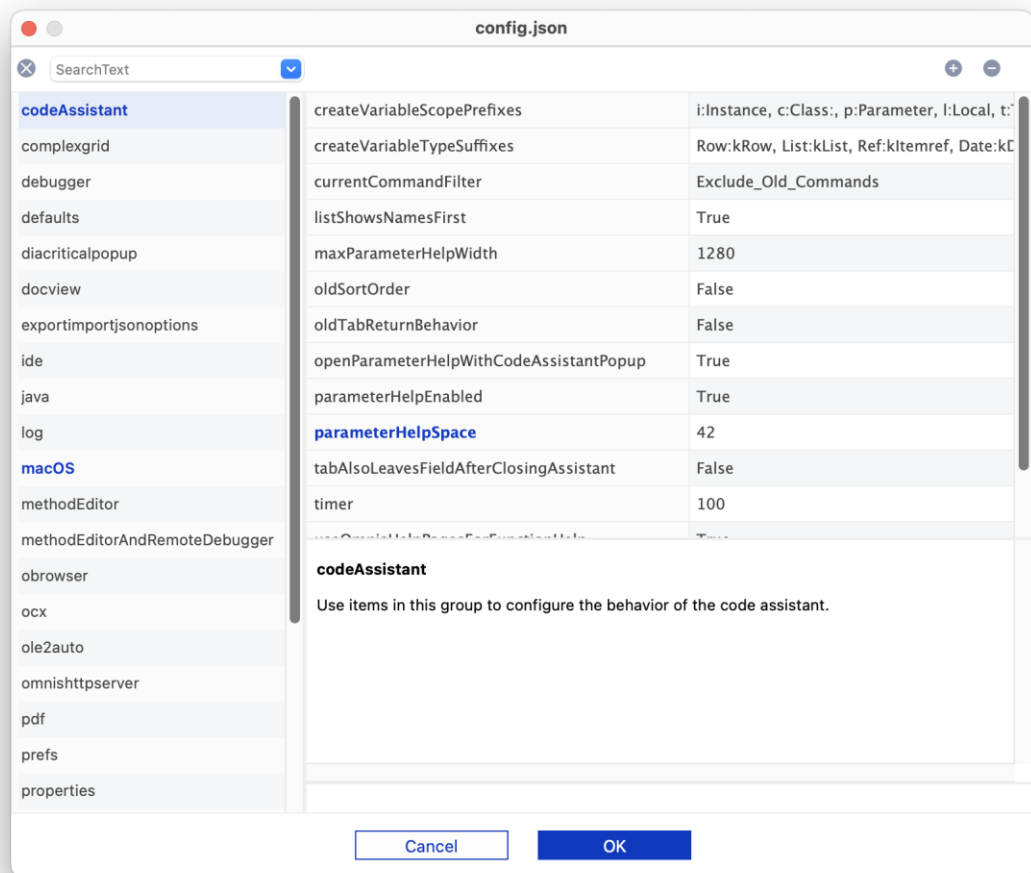 config.json
SearchText
codeAssistant
complexgrid
debugger
defaults
diacriticalpopup
docview
exportimportjsonoptions
ide
java
log
macOS
methodEditor
methodEditorAndRemoteDebugger
obrowser
ocx
ole2auto
omnishttpserver
pdf
prefs
properties
createVariableScopePrefixes i:Instance, c:Class:, p:Parameter, l:Local, t:
createVariableTypeSuffixes Row:kRow, List:kList, Ref:kItemref, Date:kD
currentCommandFilter Exclude_Old_Commands
listShowsNamesFirst True
maxParameterHelpWidth 1280
oldSortOrder False
oldTabReturnBehavior False
openParameterHelpWithCodeAssistantPopup True
parameterHelpEnabled True
parameterHelpSpace 42
tabAlsoLeavesFieldAfterClosingAssistant False
timer 100
useOmnisHelpPagesForFunctionHelp True
codeAssistant
Use items in this group to configure the behavior of the code assistant.
Cancel OK